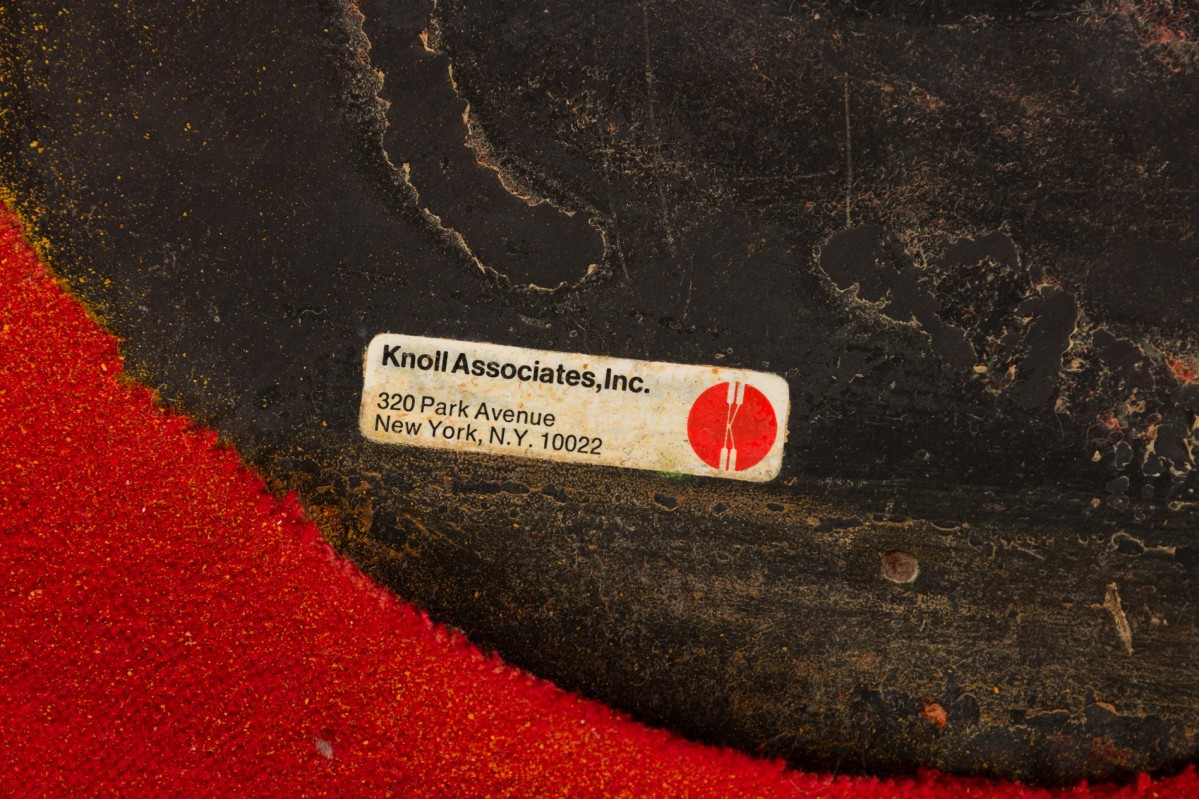 Knoll Associates, Inc.
320 Park Avenue
New York, N.Y. 10022